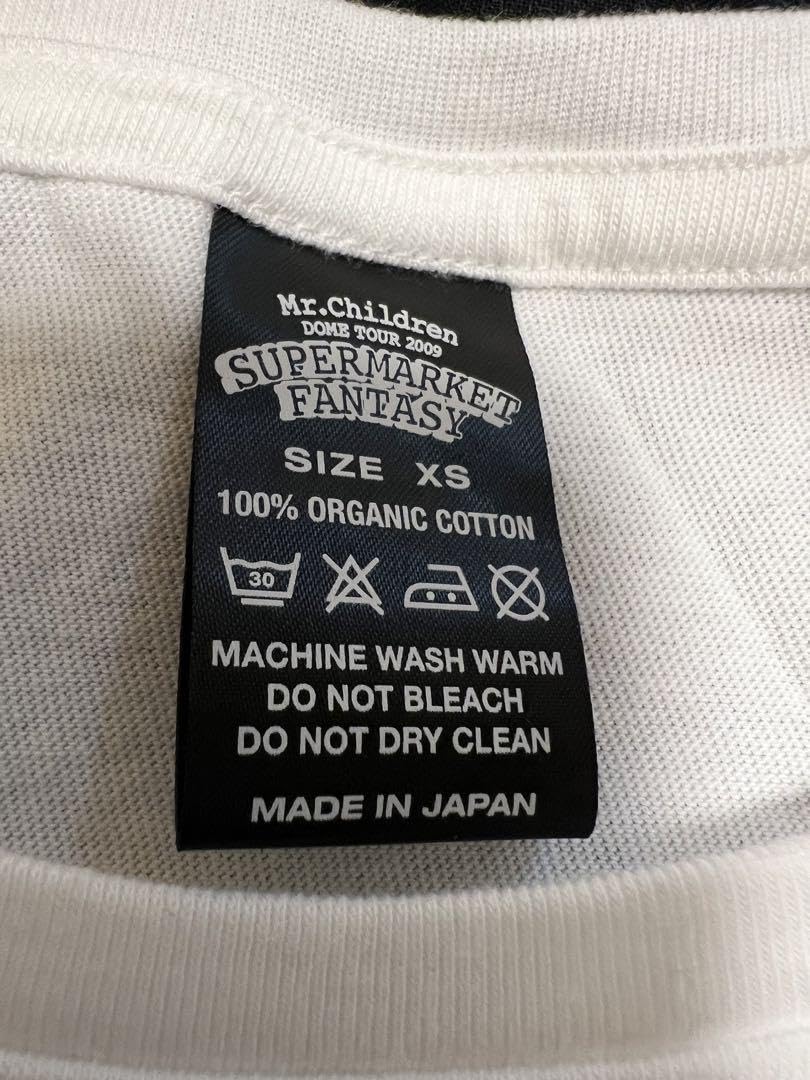 Mr.Children
DOME TOUR 2009
SUPERMARKET
FANTASY
SIZE XS
100% ORGANIC COTTON
30
MACHINE WASH WARM
DO NOT BLEACH
DO NOT DRY CLEAN
MADE IN JAPAN